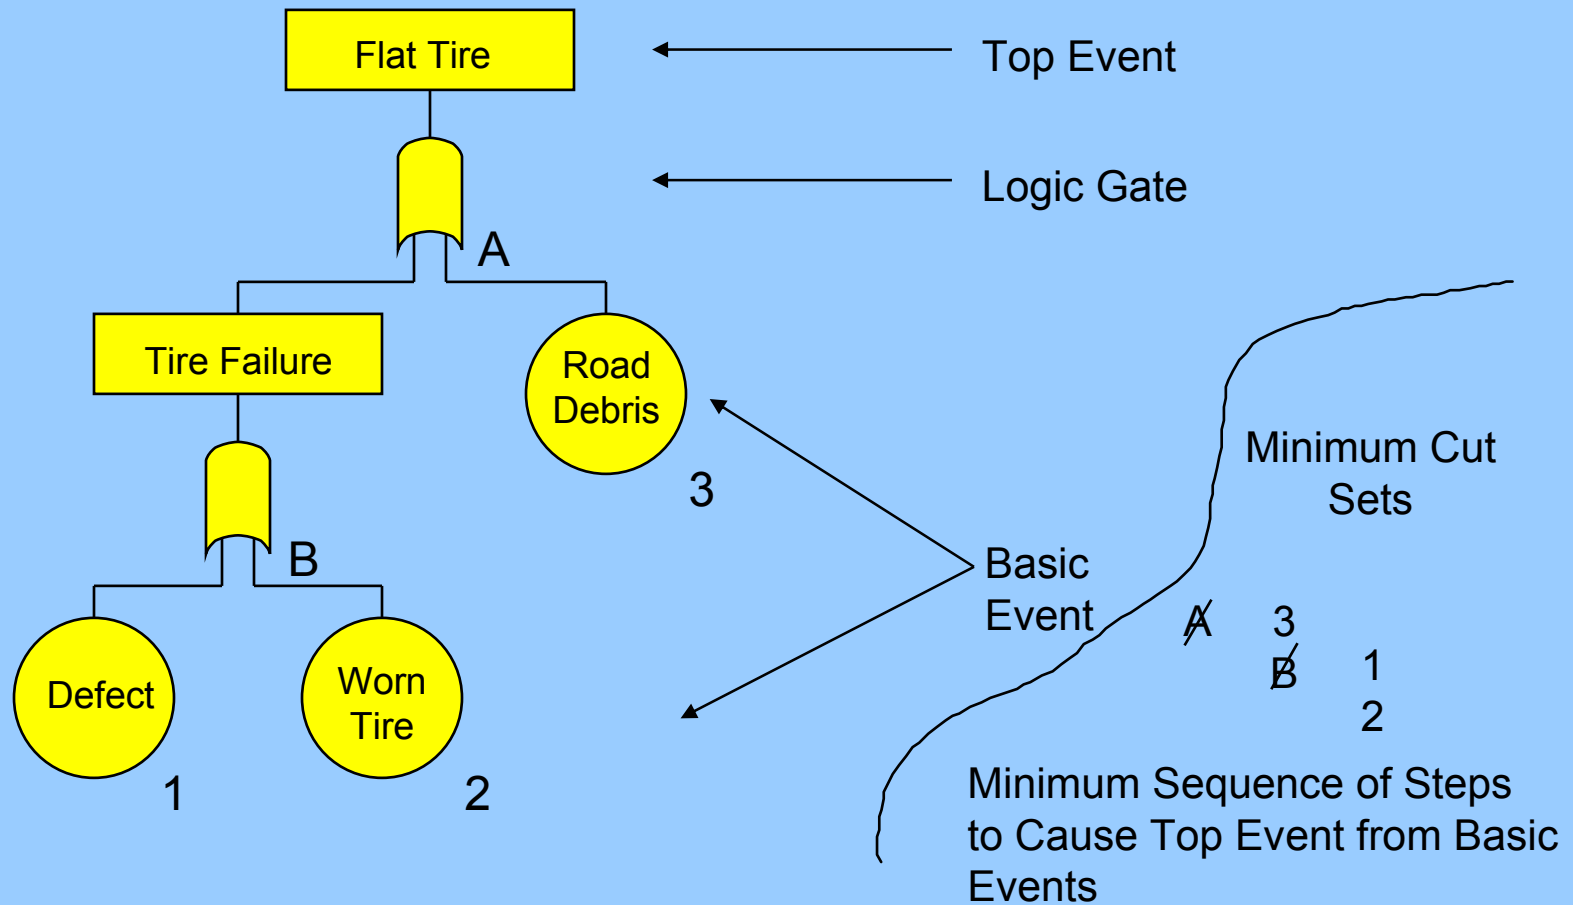 Flat Tire
Top Event
Logic Gate
A
Tire Failure
Road
Debris
3
Minimum Cut
Sets
B
Basic
Event
A 3
B 1
2
Defect
1
Worn
Tire
2
Minimum Sequence of Steps
to Cause Top Event from Basic
Events